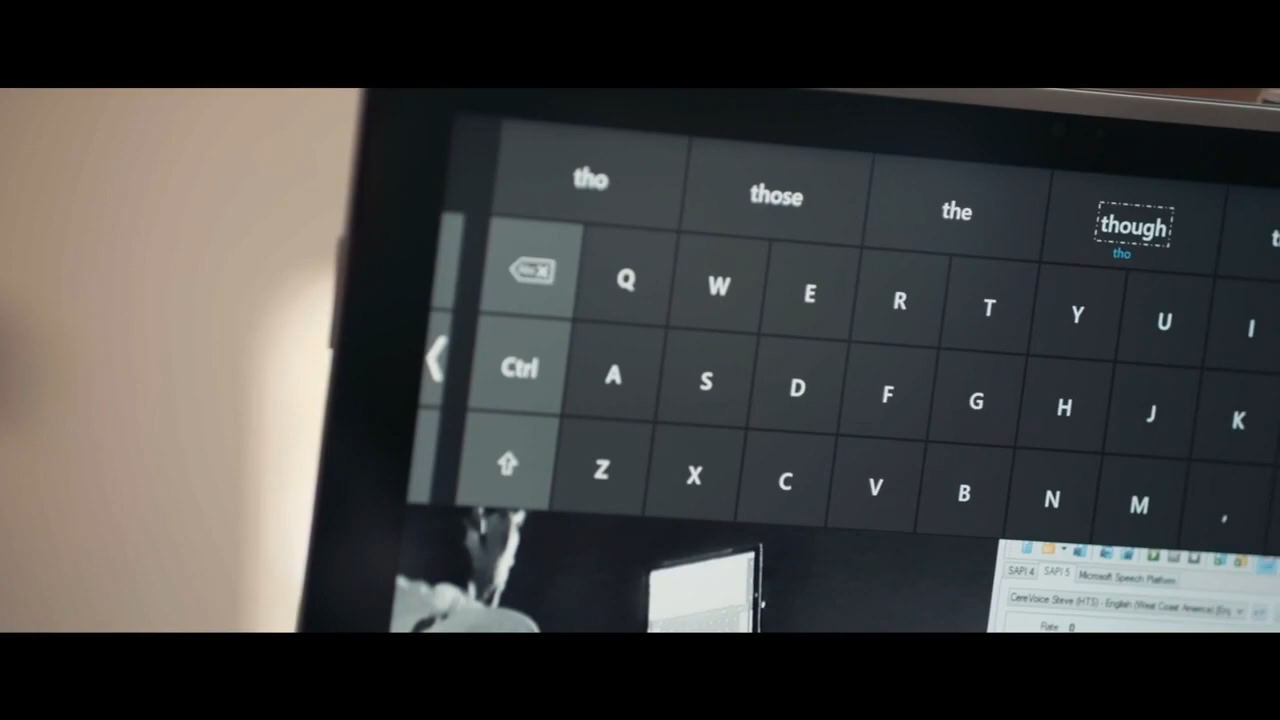 tho those the though
tho
Q W E R T Y U I
Ctrl A S D F G H J K
Z X C V B N M ,
SAPI 4 SAPI 5 Microsoft Speech Platform
CereVoice Steve (HTS) - English (West Coast America)
Rate 0